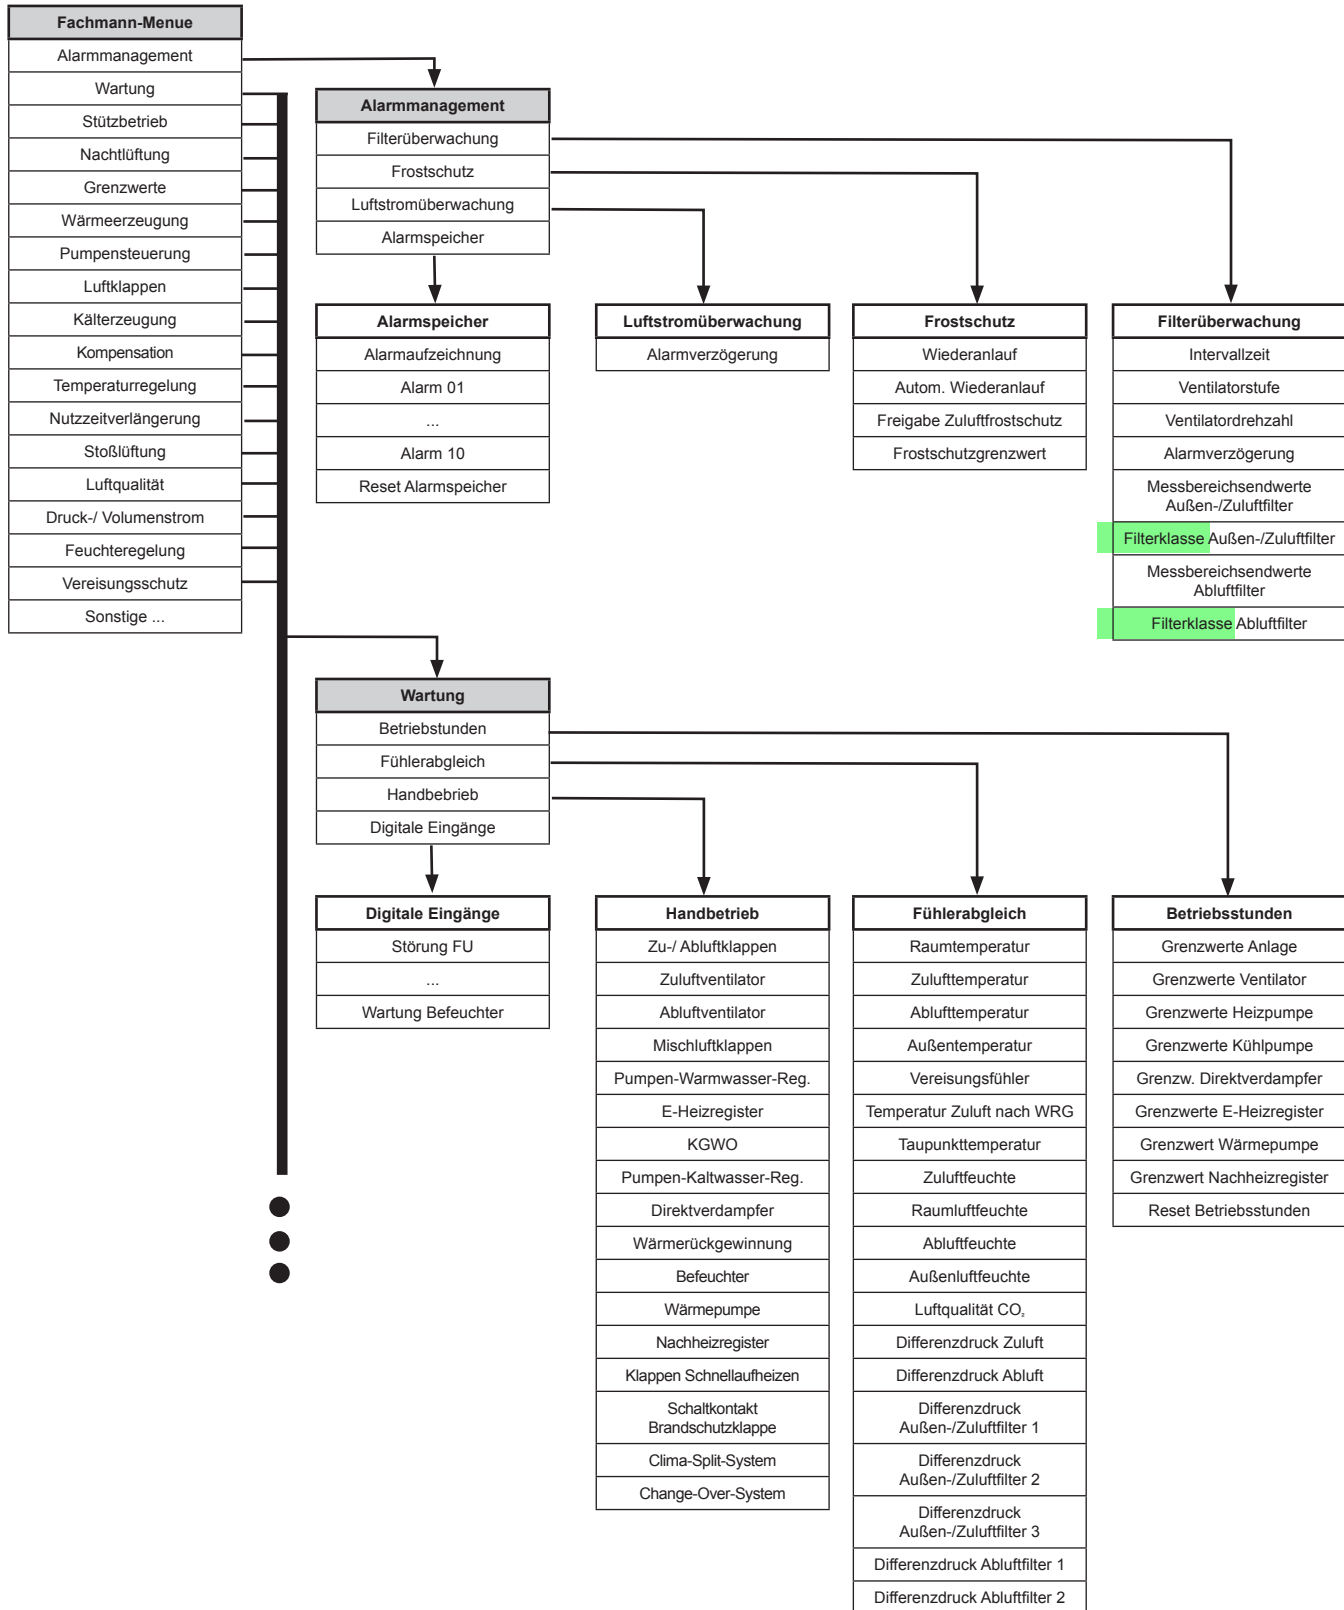 Fachmann-Menue
Alarmmanagement
Wartung
Stützbetrieb
Nachtlüftung
Grenzwerte
Wärmeerzeugung
Pumpensteuerung
Luftklappen
Kälterzeugung
Kompensation
Temperaturregelung
Nutzzeitverlängerung
Stoßlüftung
Luftqualität
Druck-/ Volumenstrom
Feuchteregelung
Vereisungsschutz
Sonstige ...
Alarmmanagement
Filterüberwachung
Frostschutz
Luftstromüberwachung
Alarmspeicher
Alarmspeicher
Alarmaufzeichnung
Alarm 01
...
Alarm 10
Reset Alarmspeicher
Luftstromüberwachung
Alarmverzögerung
Frostschutz
Wiederanlauf
Autom. Wiederanlauf
Freigabe Zuluftfrostschutz
Frostschutzgrenzwert
Filterüberwachung
Intervallzeit
Ventilatorstufe
Ventilatordrehzahl
Alarmverzögerung
Messbereichsendwerte
Außen-/Zuluftfilter
Filterklasse Außen-/Zuluftfilter
Messbereichsendwerte
Abluftfilter
Filterklasse Abluftfilter
Wartung
Betriebstunden
Fühlerabgleich
Handbebrieb
Digitale Eingänge
Digitale Eingänge
Störung FU
...
Wartung Befeuchter
Handbetrieb
Zu-/ Abluftklappen
Zuluftventilator
Abluftventilator
Mischluftklappen
Pumpen-Warmwasser-Reg.
E-Heizregister
KGWO
Pumpen-Kaltwasser-Reg.
Direktverdampfer
Wärmerückgewinnung
Befeuchter
Wärmepumpe
Nachheizregister
Klappen Schnellaufheizen
Schaltkontakt
Brandschutzklappe
Clima-Split-System
Change-Over-System
Fühlerabgleich
Raumtemperatur
Zulufttemperatur
Ablufttemperatur
Außentemperatur
Vereisungsfühler
Temperatur Zuluft nach WRG
Taupunkttemperatur
Zuluftfeuchte
Raumluftfeuchte
Abluftfeuchte
Außenluftfeuchte
Luftqualität CO₂
Differenzdruck Zuluft
Differenzdruck Abluft
Differenzdruck
Außen-/Zuluftfilter 1
Differenzdruck
Außen-/Zuluftfilter 2
Differenzdruck
Außen-/Zuluftfilter 3
Differenzdruck Abluftfilter 1
Differenzdruck Abluftfilter 2
Betriebsstunden
Grenzwerte Anlage
Grenzwerte Ventilator
Grenzwerte Heizpumpe
Grenzwerte Kühlpumpe
Grenzw. Direktverdampfer
Grenzwerte E-Heizregister
Grenzwert Wärmepumpe
Grenzwert Nachheizregister
Reset Betriebsstunden